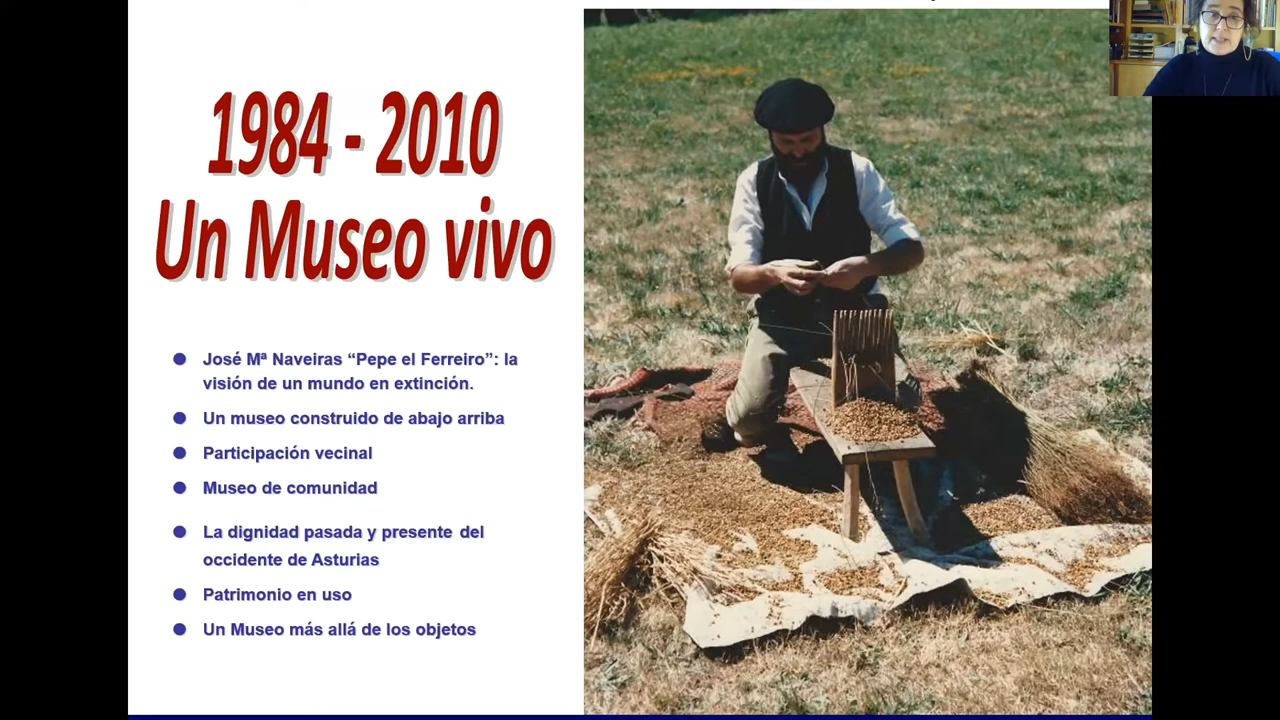 1984 - 2010
Un Museo vivo
● José Mª Naveiras “Pepe el Ferreiro”: la
visión de un mundo en extinción.
● Un museo construido de abajo arriba
● Participación vecinal
● Museo de comunidad
● La dignidad pasada y presente del
occidente de Asturias
● Patrimonio en uso
● Un Museo más allá de los objetos